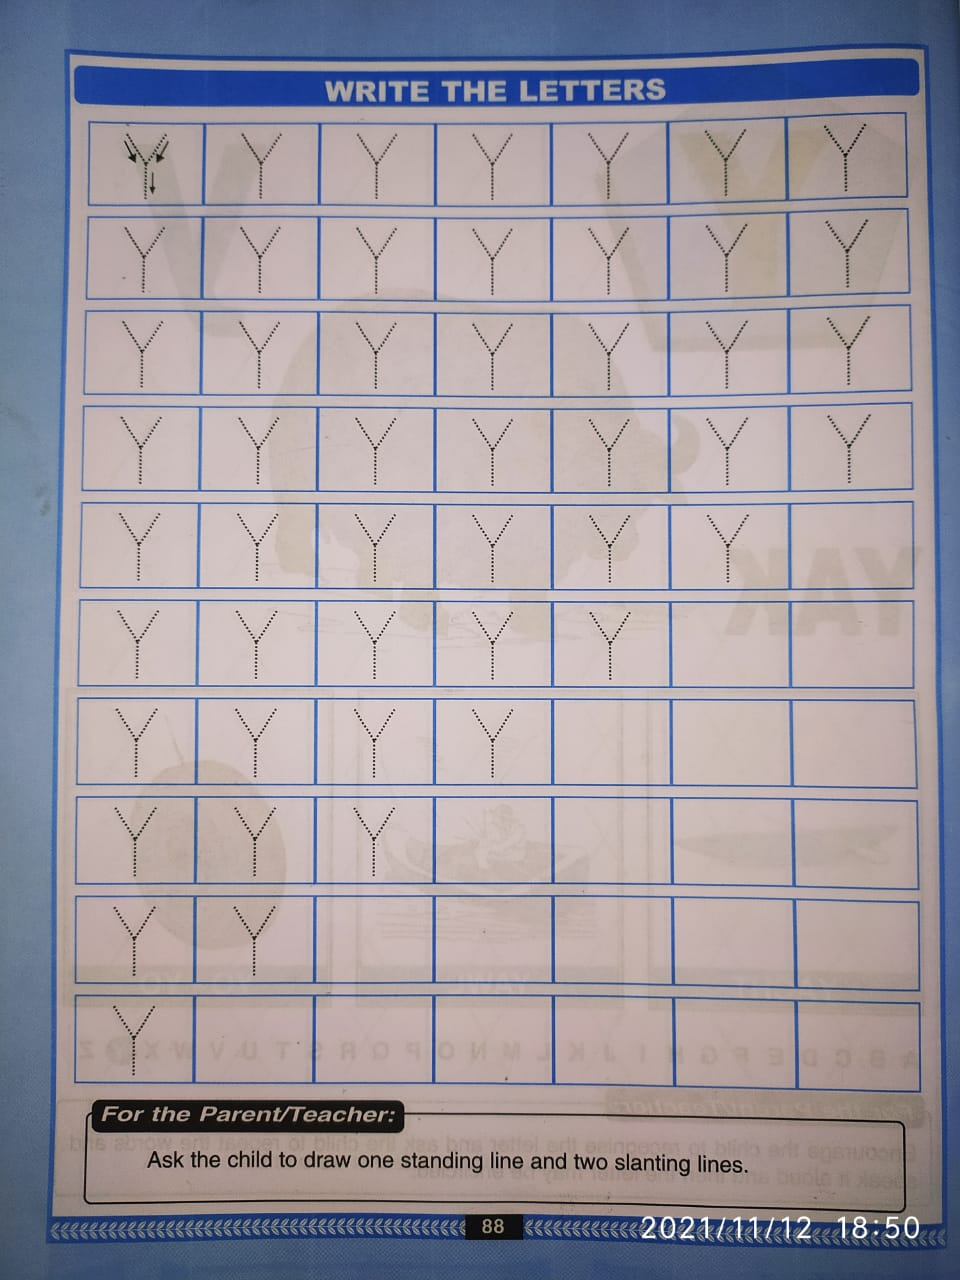 WRITE THE LETTERS
Y Y Y Y Y Y Y
Y Y Y Y Y Y Y
Y Y Y Y Y Y Y
Y Y Y Y Y Y Y
Y Y Y Y Y Y
Y Y Y Y Y
Y Y Y Y
Y Y Y
Y Y
Y
For the Parent/Teacher:
Ask the child to draw one standing line and two slanting lines.
88
2021/11/12 18:50